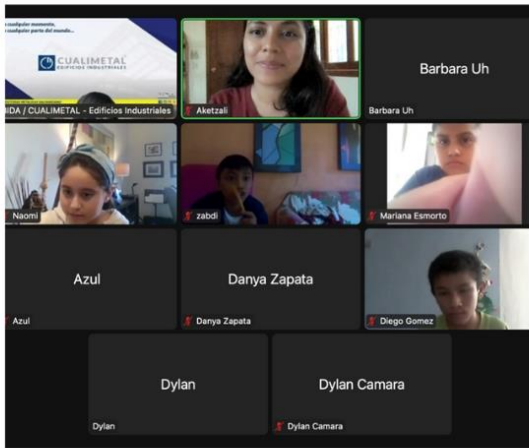 cualquier momento,
cualquier parte del mundo...
CUALIMETAL
EDIFICIOS INDUSTRIALES
/ CUALIMETAL - Edificios Industriales
Aketzali
Barbara Uh
Barbara Uh
Naomi
zabdi
Mariana Esmorto
Azul
Azul
Danya Zapata
Danya Zapata
Diego Gomez
Dylan
Dylan
Dylan Camara
Dylan Camara